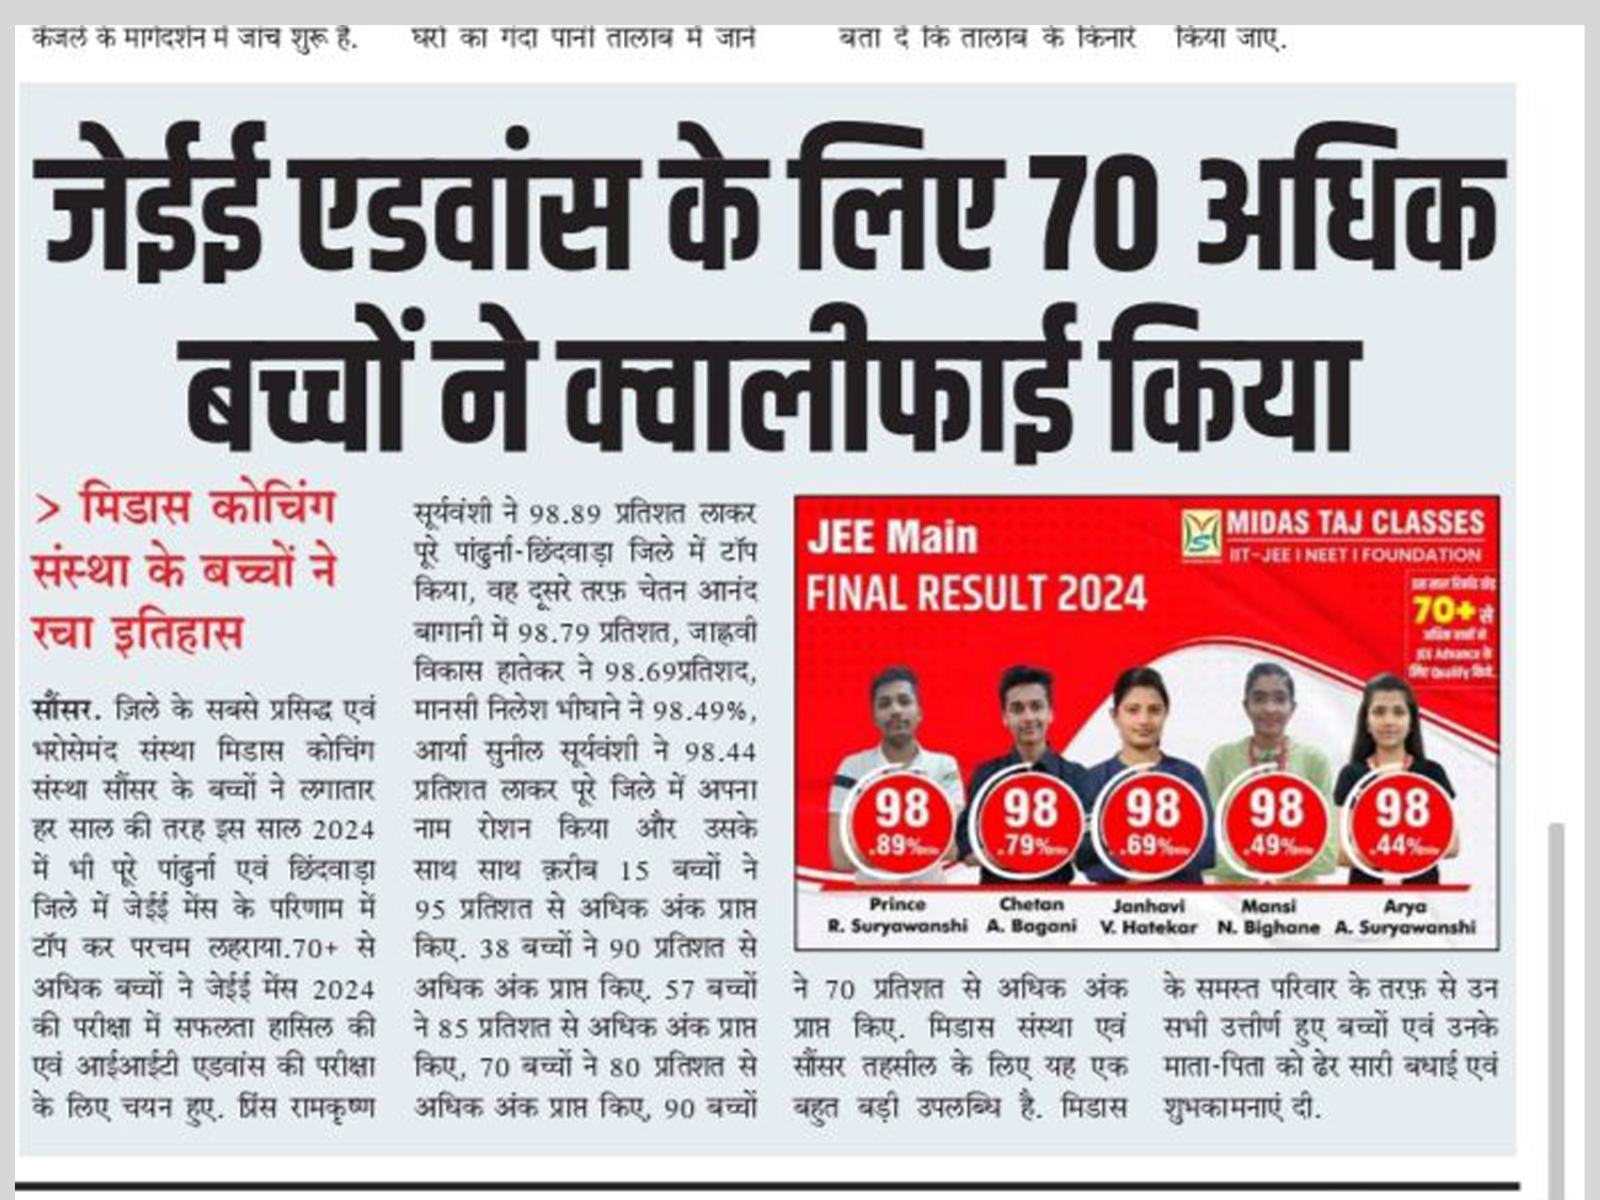 केंजले के मार्गदर्शन में जांच शुरू है.
घरों का गंदा पानी तालाब में जाने
बता दें कि तालाब के किनारे
किया जाए.
जेईई एडवांस के लिए 70 अधिक
बच्चों ने क्वालीफाई किया
> मिडास कोचिंग
संस्था के बच्चों ने
रचा इतिहास
सौंसर. ज़िले के सबसे प्रसिद्ध एवं
भरोसेमंद संस्था मिडास कोचिंग
संस्था सौंसर के बच्चों ने लगातार
हर साल की तरह इस साल 2024
में भी पूरे पांढुर्ना एवं छिंदवाड़ा
जिले में जेईई मेंस के परिणाम में
टॉप कर परचम लहराया.70+ से
अधिक बच्चों ने जेईई मेंस 2024
की परीक्षा में सफलता हासिल की
एवं आईआईटी एडवांस की परीक्षा
के लिए चयन हुए. प्रिंस रामकृष्ण
सूर्यवंशी ने 98.89 प्रतिशत लाकर
पूरे पांढुर्ना-छिंदवाड़ा जिले में टॉप
किया, वह दूसरे तरफ़ चेतन आनंद
बागानी में 98.79 प्रतिशत, जाह्नवी
विकास हातेकर ने 98.69प्रतिशद,
मानसी निलेश भीघाने ने 98.49%,
आर्या सुनील सूर्यवंशी ने 98.44
प्रतिशत लाकर पूरे जिले में अपना
नाम रोशन किया और उसके
साथ साथ क़रीब 15 बच्चों ने
95 प्रतिशत से अधिक अंक प्राप्त
किए. 38 बच्चों ने 90 प्रतिशत से
अधिक अंक प्राप्त किए. 57 बच्चों
ने 85 प्रतिशत से अधिक अंक प्राप्त
किए, 70 बच्चों ने 80 प्रतिशत से
अधिक अंक प्राप्त किए, 90 बच्चों
JEE Main
FINAL RESULT 2024
MIDAS TAJ CLASSES
IIT-JEE I NEET I FOUNDATION
70+ से
अधिक बच्चों ने
JEE Advance के
लिए Qualify किये.
98 98 98 98 98
.89% .79% .69% .49% .44%
Prince Chetan Janhavi Mansi Arya
R. Suryawanshi A. Bagani V. Hatekar N. Bighane A. Suryawanshi
ने 70 प्रतिशत से अधिक अंक
प्राप्त किए. मिडास संस्था एवं
सौंसर तहसील के लिए यह एक
बहुत बड़ी उपलब्धि है. मिडास
के समस्त परिवार के तरफ़ से उन
सभी उत्तीर्ण हुए बच्चों एवं उनके
माता-पिता को ढेर सारी बधाई एवं
शुभकामनाएं दी.